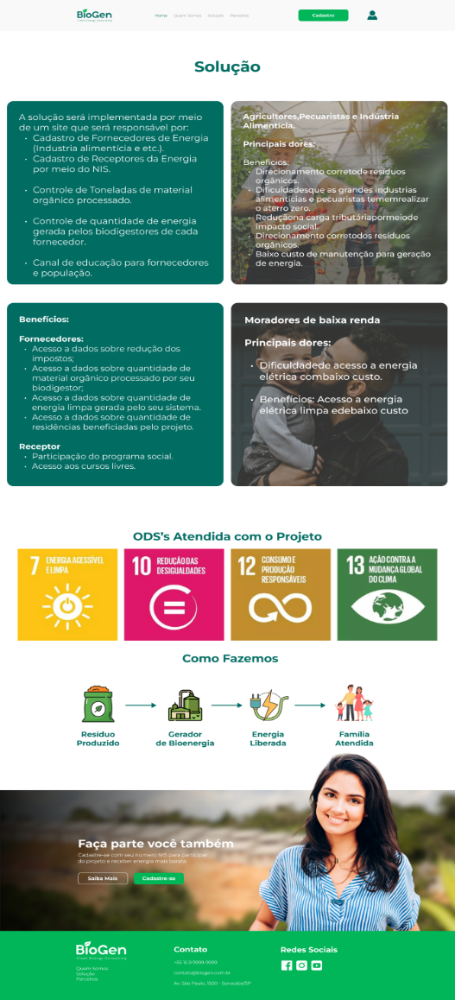 BioGen
Clean Energy Consulting
Home Quem Somos Solução Parceiros
Cadastro
Solução
A solução será implementada por meio
de um site que será responsável por:
• Cadastro de Fornecedores de Energia
(Industria alimentícia e etc.).
• Cadastro de Receptores da Energia
por meio do NIS.
• Controle de Toneladas de material
orgânico processado.
• Controle de quantidade de energia
gerada pelos biodigestores de cada
fornecedor.
• Canal de educação para fornecedores
e população.
Agricultores,Pecuaristas e Indústria
Alimentícia.
Principais dores:
Benefícios:
• Direcionamento corretode resíduos
orgânicos.
• Dificuldadesque as grandes industrias
alimentícias e pecuaristas tememrealizar
o aterro zero.
• Reduçãona carga tributáriapormeiode
impacto social.
• Direcionamento corretodos resíduos
orgânicos.
• Baixo custo de manutenção para geração
de energia.
Benefícios:
Fornecedores:
• Acesso a dados sobre redução dos
impostos;
• Acesso a dados sobre quantidade de
material orgânico processado por seu
biodigestor;
• Acesso a dados sobre quantidade de
energia limpa gerada pelo seu sistema.
• Acesso a dados sobre quantidade de
residências beneficiadas pelo projeto.
Receptor
• Participação do programa social.
• Acesso aos cursos livres.
Moradores de baixa renda
Principais dores:
• Dificuldadede acesso a energia
elétrica combaixo custo.
• Benefícios: Acesso a energia
elétrica limpa edebaixo custo
ODS's Atendida com o Projeto
7 ENERGIA ACESSÍVEL
E LIMPA
10 REDUÇÃO DAS
DESIGUALDADES
12 CONSUMO E
PRODUÇÃO
RESPONSÁVEIS
13 AÇÃO CONTRA A
MUDANÇA GLOBAL
DO CLIMA
Como Fazemos
Resíduo
Produzido
Gerador
de Bioenergia
Energia
Liberada
Família
Atendida
Faça parte você também
Cadastre-se com seu número NIS para participar
do projeto e receber energia mais barata.
Saiba Mais
Cadastre-se
BioGen
Clean Energy Consulting
Quem Somos
Solução
Parceiros
Contato
+55 15 9 9999-9999
contato@biogen.com.br
Av. São Paulo, 1500 - Sorocaba/SP
Redes Sociais